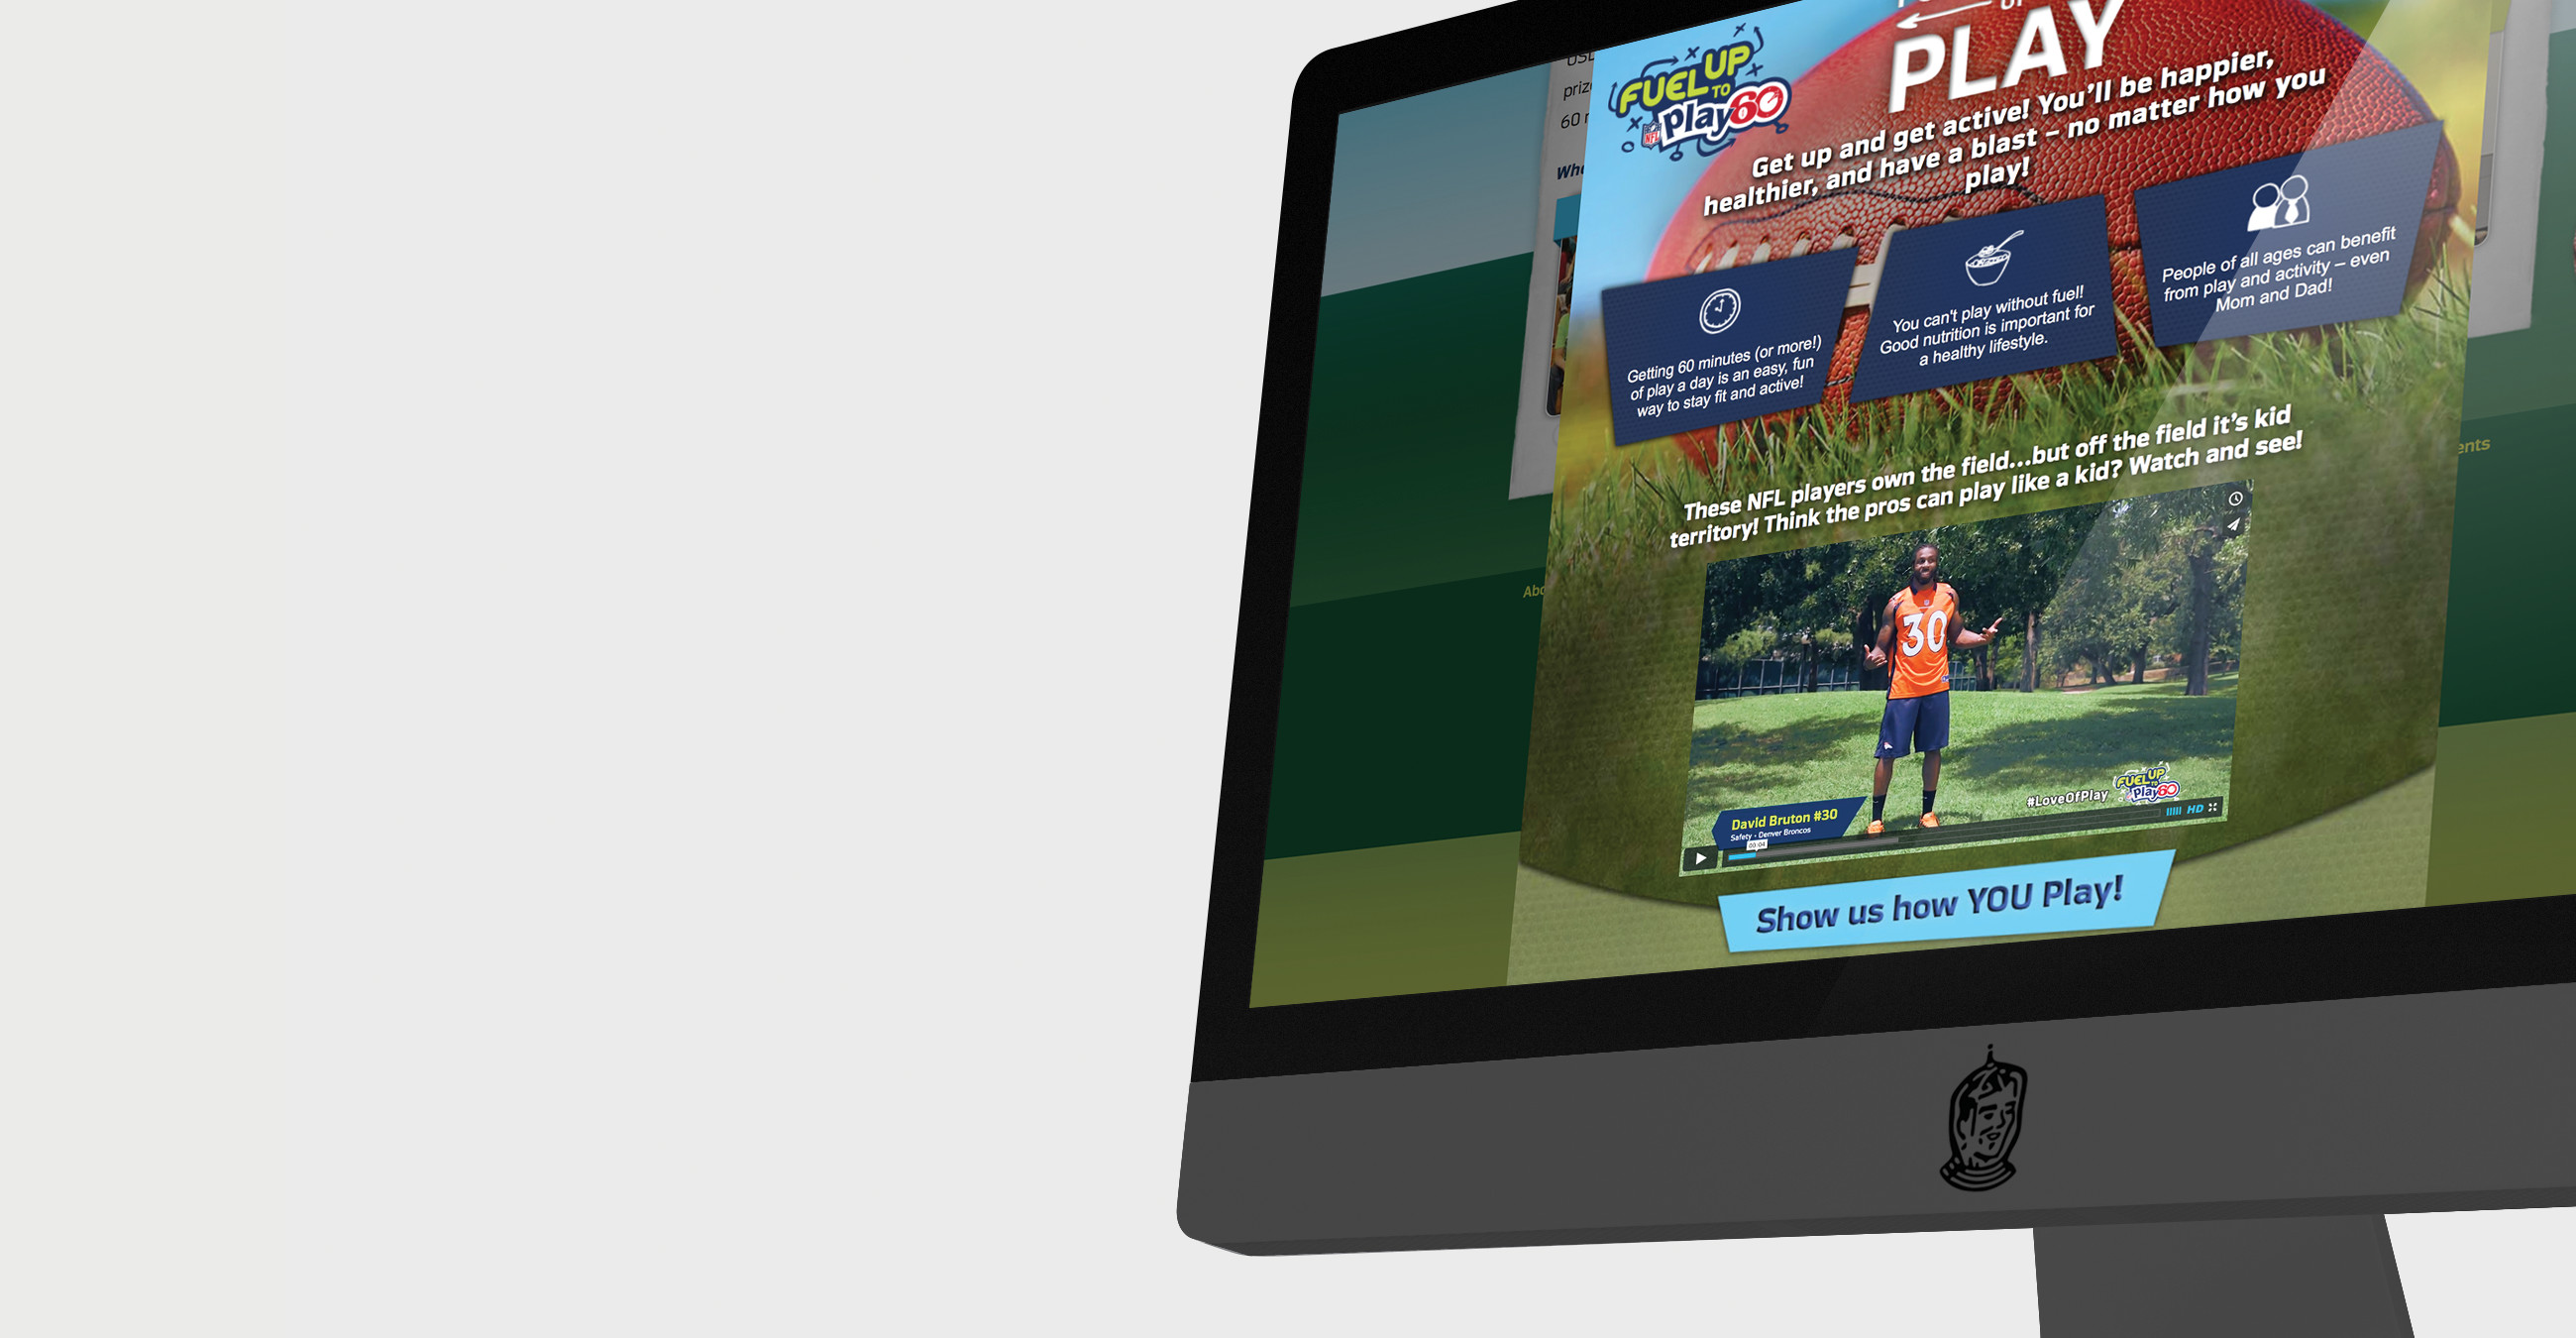 PLAY
FUEL UP
TO
NFL
Play 60
Get up and get active! You'll be happier,
healthier, and have a blast – no matter how you
play!
Getting 60 minutes (or more!)
of play a day is an easy, fun
way to stay fit and active!
You can't play without fuel!
Good nutrition is important for
a healthy lifestyle.
People of all ages can benefit
from play and activity – even
Mom and Dad!
These NFL players own the field...but off the field it's kid
territory! Think the pros can play like a kid? Watch and see!
30
David Bruton #30
Safety - Denver Broncos
00:04
#LoveOfPlay
FUEL UP
TO
Play 60
HD
Show us how YOU Play!